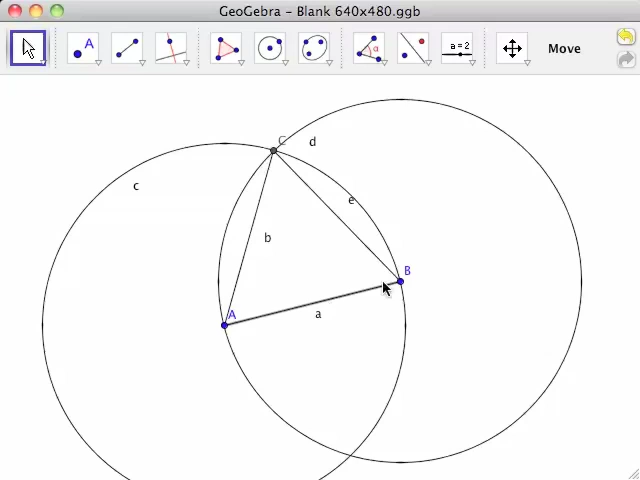 GeoGebra – Blank 640x480.ggb
A
α
a = 2
Move
C
d
c
e
b
B
a
A